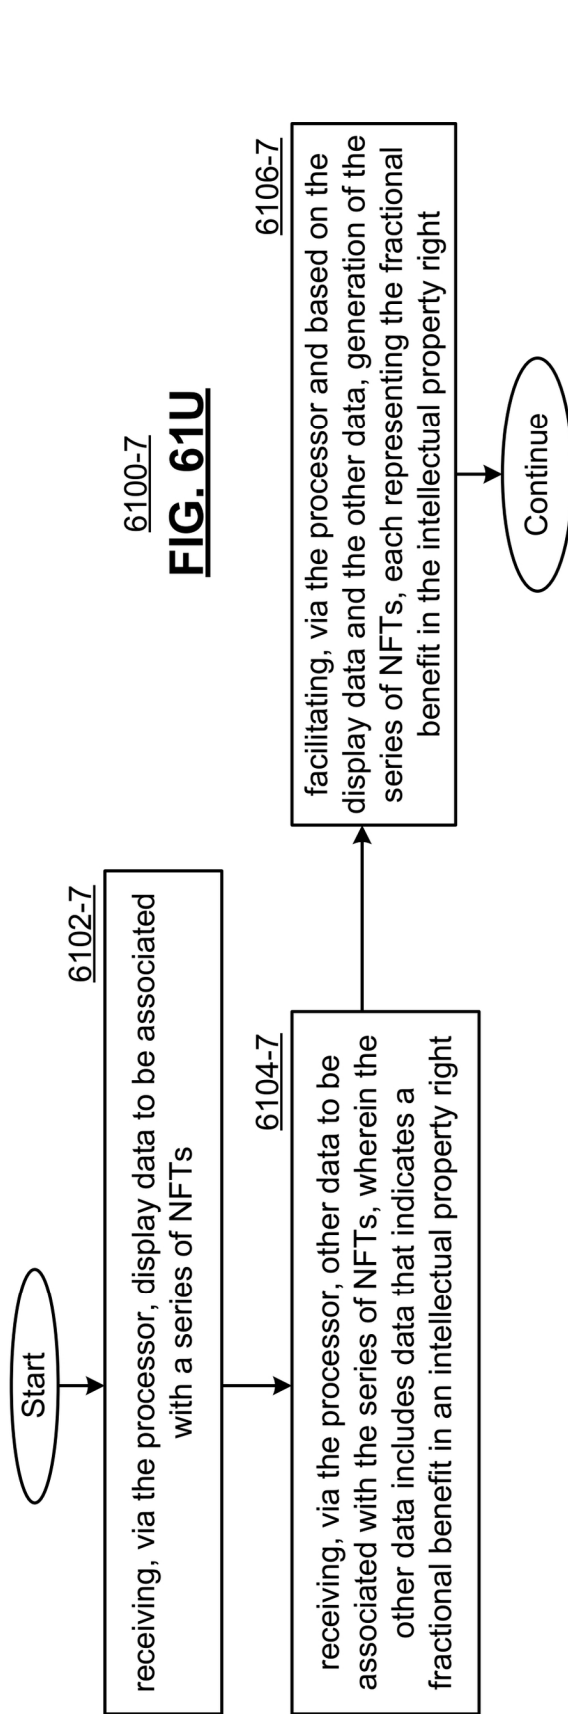 6100-7
FIG. 61U
Start
6102-7
receiving, via the processor, display data to be associated
with a series of NFTs
6104-7
receiving, via the processor, other data to be
associated with the series of NFTs, wherein the
other data includes data that indicates a
fractional benefit in an intellectual property right
6106-7
facilitating, via the processor and based on the
display data and the other data, generation of the
series of NFTs, each representing the fractional
benefit in the intellectual property right
Continue